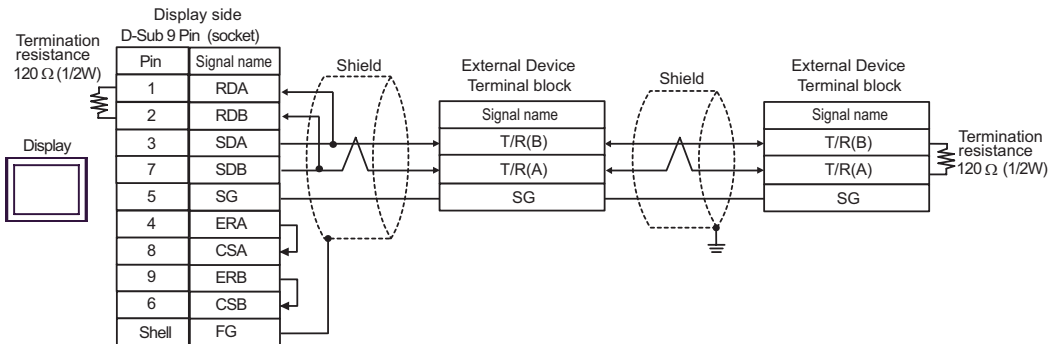 Display side
D-Sub 9 Pin (socket)
Termination
resistance
120 Ω (1/2W)
Pin Signal name
1 RDA
2 RDB
3 SDA
7 SDB
5 SG
4 ERA
8 CSA
9 ERB
6 CSB
Shell FG
Display
Shield
External Device
Terminal block
Signal name
T/R(B)
T/R(A)
SG
Shield
External Device
Terminal block
Signal name
T/R(B)
T/R(A)
SG
Termination
resistance
120 Ω (1/2W)